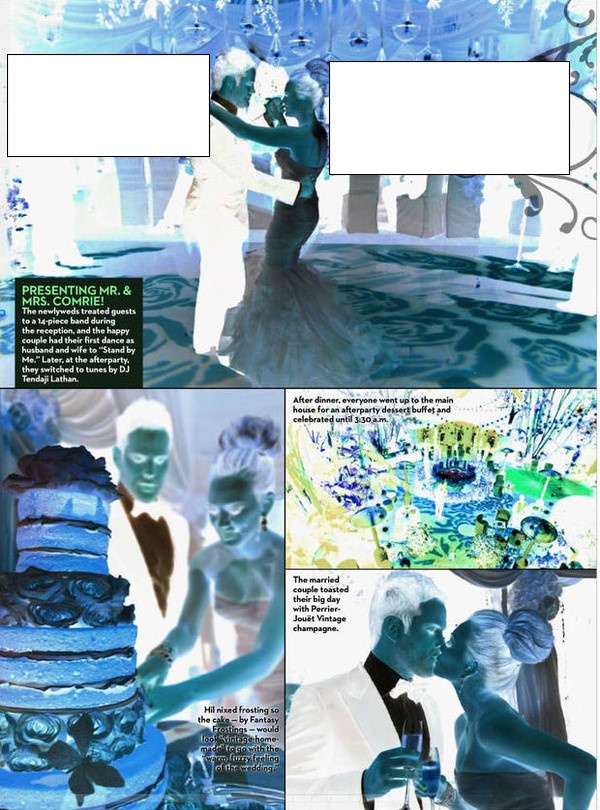 PRESENTING MR. &
MRS. COMRIE!
The newlyweds treated guests
to a 14-piece band during
the reception, and the happy
couple had their first dance as
husband and wife to "Stand by
Me." Later, at the afterparty,
they switched to tunes by DJ
Tendaji Lathan.
After dinner, everyone went up to the main
house for an afterparty dessert buffet and
celebrated until 3:30 a.m.
The married
couple toasted
their big day
with Perrier-
Jouët Vintage
champagne.
Hil nixed frosting so
the cake — by Fantasy
Frostings — would
look "vintage home-
made" to go with the
"warm, fuzzy feeling
of the wedding."